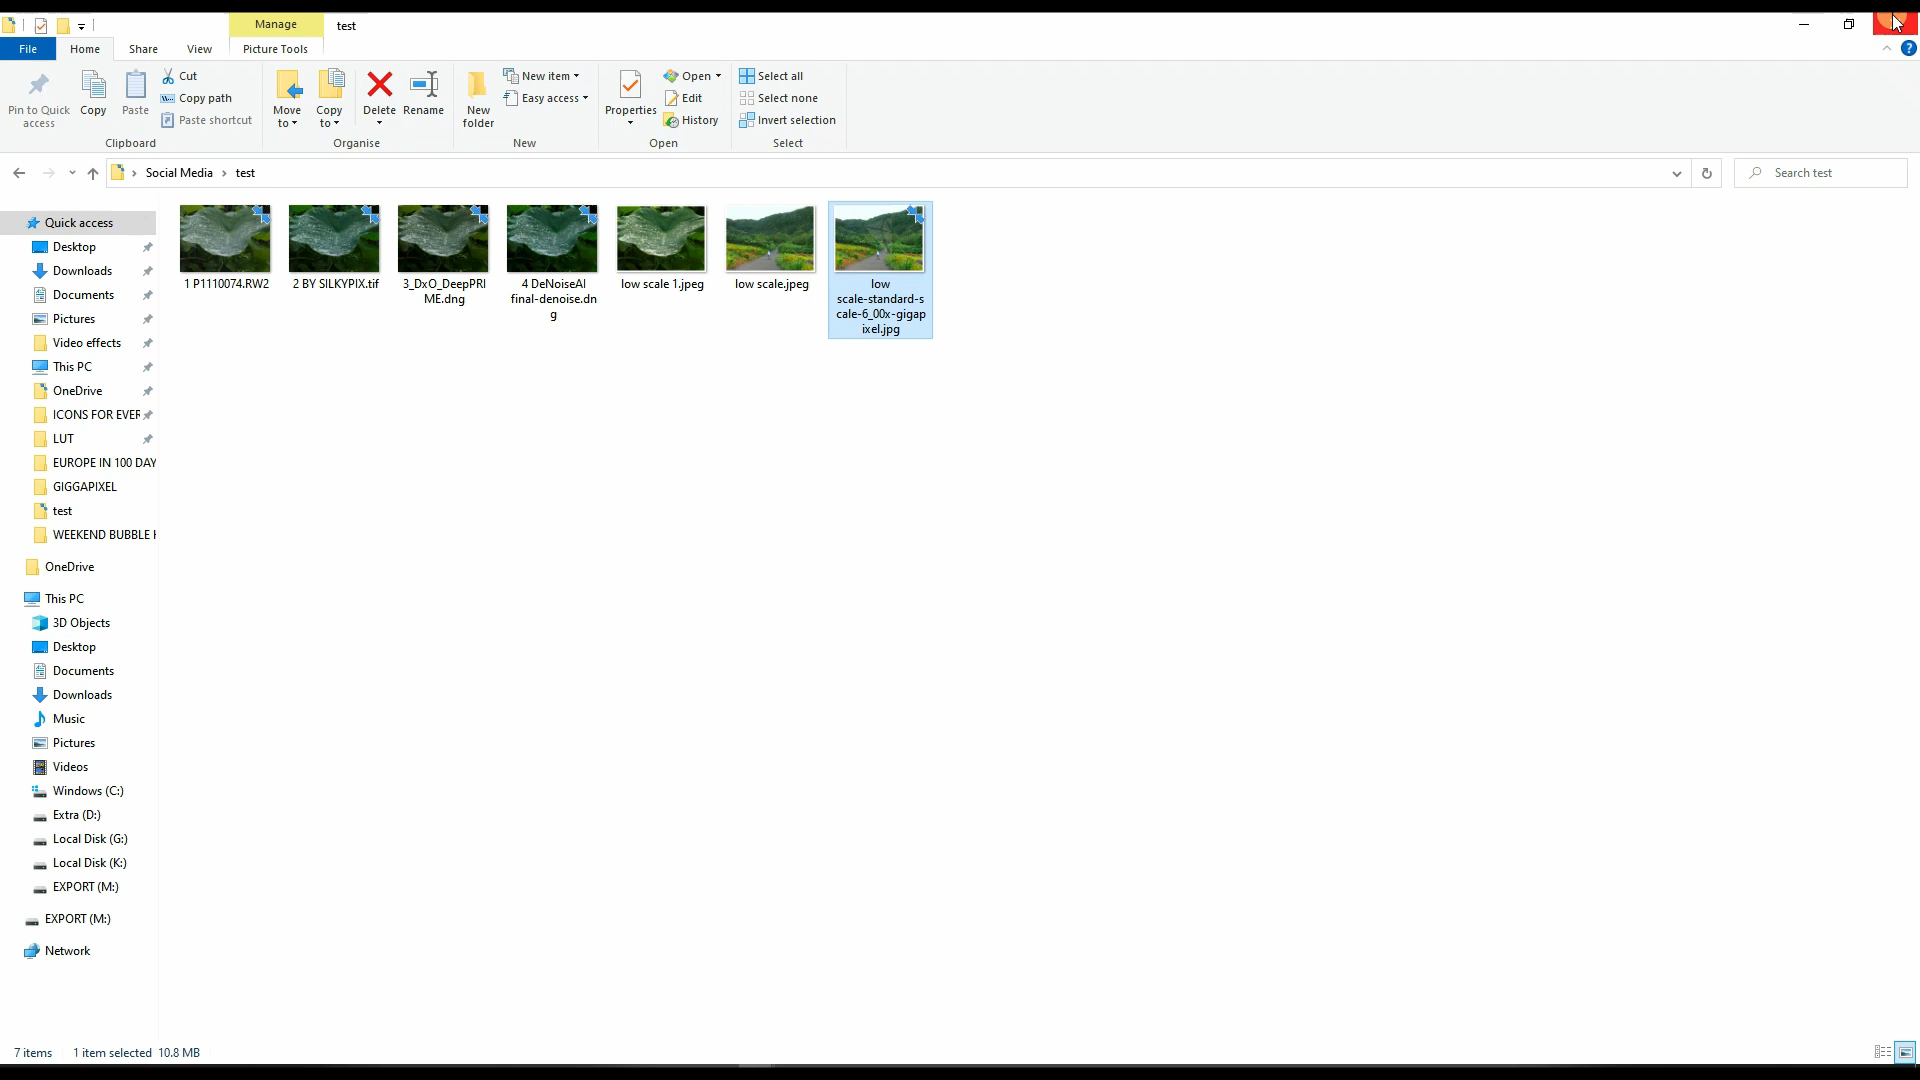 Manage
test
File
Home
Share
View
Picture Tools
Pin to Quick
access
Copy
Paste
Cut
Copy path
Paste shortcut
Clipboard
Move
to
Copy
to
Delete
Rename
Organise
New
folder
New item
Easy access
New
Properties
Open
Edit
History
Open
Select all
Select none
Invert selection
Select
Social Media > test
Search test
Quick access
Desktop
Downloads
Documents
Pictures
Video effects
This PC
OneDrive
ICONS FOR EVER
LUT
EUROPE IN 100 DAY
GIGGAPIXEL
test
WEEKEND BUBBLE
OneDrive
This PC
3D Objects
Desktop
Documents
Downloads
Music
Pictures
Videos
Windows (C:)
Extra (D:)
Local Disk (G:)
Local Disk (K:)
EXPORT (M:)
EXPORT (M:)
Network
1 P1110074.RW2
2 BY SILKYPIX.tif
3_DxO_DeepPRI
ME.dng
4 DeNoiseAI
final-denoise.dn
g
low scale 1.jpeg
low scale.jpeg
low
scale-standard-s
cale-6_00x-gigap
ixel.jpg
7 items
1 item selected 10.8 MB